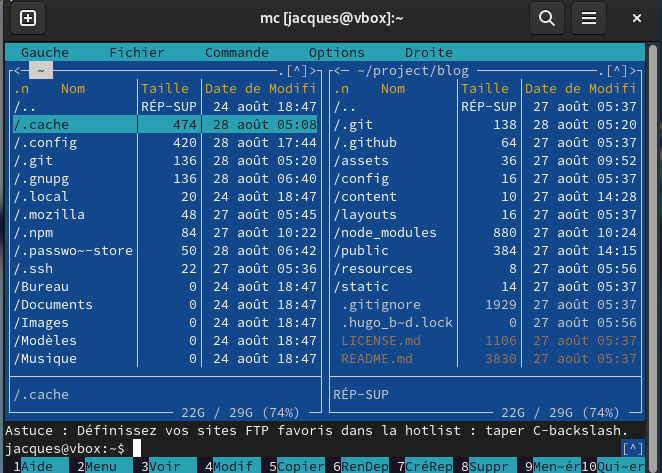 mc [jacques@vbox]:~
Gauche Fichier Commande Options Droite
<─ ~ ─.[^]>
<─ ~/project/blog ─.[^]>
.n Nom Taille Date de Modifi
/.. RÉP-SUP 24 août 18:47
/.cache 474 28 août 05:08
/.config 420 28 août 17:44
/.git 136 28 août 05:20
/.gnupg 136 28 août 06:40
/.local 20 24 août 18:47
/.mozilla 48 27 août 05:45
/.npm 84 27 août 10:22
/.passwo~~store 50 28 août 06:42
/.ssh 22 27 août 05:36
/Bureau 0 24 août 18:47
/Documents 0 24 août 18:47
/Images 0 24 août 18:47
/Modèles 0 24 août 18:47
/Musique 0 24 août 18:47
/.cache
22G / 29G (74%)
.n Nom Taille Date de Modifi
/.. RÉP-SUP 27 août 05:37
/.git 138 28 août 05:20
/.github 64 27 août 05:37
/assets 36 27 août 09:52
/config 16 27 août 05:37
/content 10 27 août 14:28
/layouts 16 27 août 05:37
/node_modules 880 27 août 10:24
/public 384 27 août 14:15
/resources 8 27 août 05:56
/static 14 27 août 05:37
.gitignore 1929 27 août 05:37
.hugo_b~d.lock 0 27 août 05:56
LICENSE.md 1106 27 août 05:37
README.md 3830 27 août 05:37
RÉP-SUP
22G / 29G (74%)
Astuce : Définissez vos sites FTP favoris dans la hotlist : taper C-backslash.
jacques@vbox:~$ [^]
1Aide 2Menu 3Voir 4Modif 5Copier 6RenDep 7CréRep 8Suppr 9Men~ér 10Qui~er